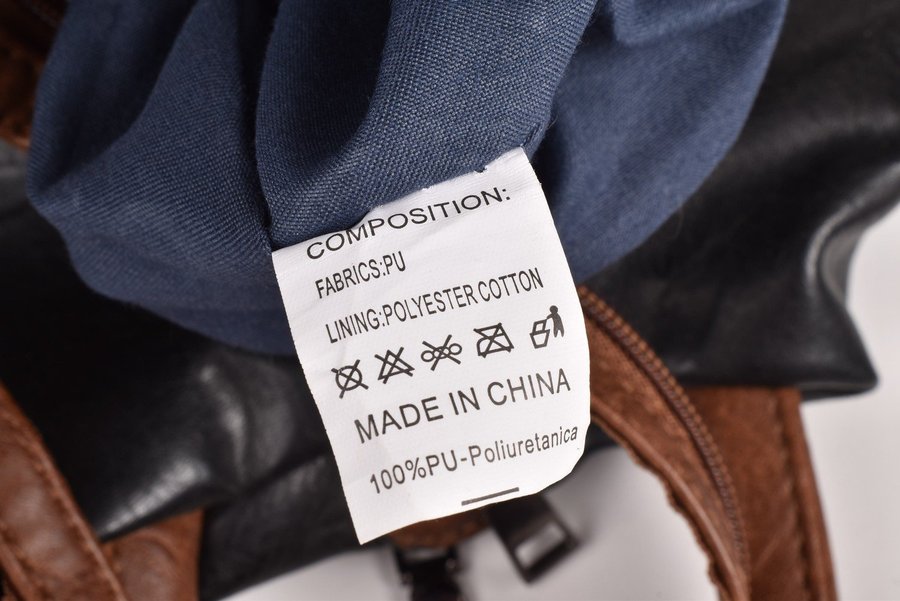 COMPOSITION:
FABRICS:PU
LINING:POLYESTER COTTON
MADE IN CHINA
100%PU-Poliuretanica